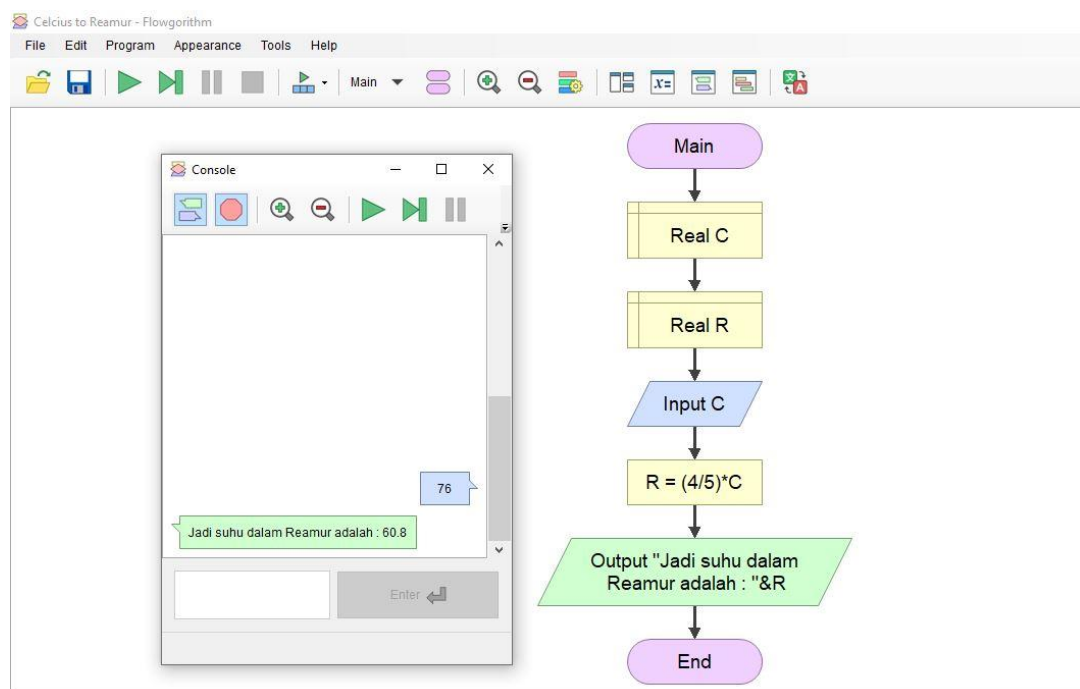 Celcius to Reamur - Flowgorithm
File Edit Program Appearance Tools Help
Main
x=
Console
76
Jadi suhu dalam Reamur adalah : 60.8
Enter
Main
Real C
Real R
Input C
R = (4/5)*C
Output "Jadi suhu dalam
Reamur adalah : "&R
End